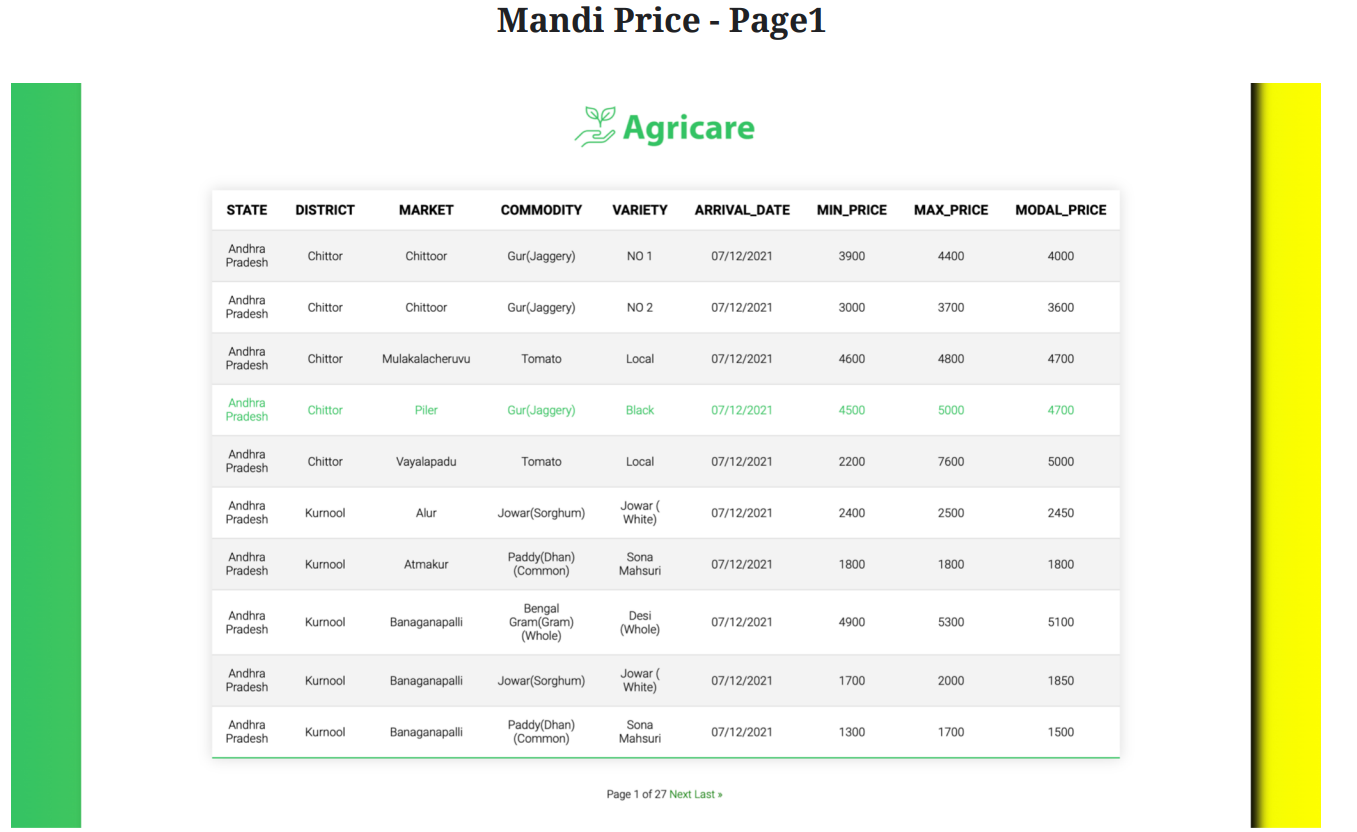 Mandi Price - Page1
Agricare
STATE DISTRICT MARKET COMMODITY VARIETY ARRIVAL_DATE MIN_PRICE MAX_PRICE MODAL_PRICE
Andhra
Pradesh Chittor Chittoor Gur(Jaggery) NO 1 07/12/2021 3900 4400 4000
Andhra
Pradesh Chittor Chittoor Gur(Jaggery) NO 2 07/12/2021 3000 3700 3600
Andhra
Pradesh Chittor Mulakalacheruvu Tomato Local 07/12/2021 4600 4800 4700
Andhra
Pradesh Chittor Piler Gur(Jaggery) Black 07/12/2021 4500 5000 4700
Andhra
Pradesh Chittor Vayalapadu Tomato Local 07/12/2021 2200 7600 5000
Andhra Jowar (
Pradesh Kurnool Alur Jowar(Sorghum) White) 07/12/2021 2400 2500 2450
Andhra Paddy(Dhan) Sona
Pradesh Kurnool Atmakur (Common) Mahsuri 07/12/2021 1800 1800 1800
Bengal
Andhra Gram(Gram) Desi
Pradesh Kurnool Banaganapalli (Whole) (Whole) 07/12/2021 4900 5300 5100
Andhra Jowar (
Pradesh Kurnool Banaganapalli Jowar(Sorghum) White) 07/12/2021 1700 2000 1850
Andhra Paddy(Dhan) Sona
Pradesh Kurnool Banaganapalli (Common) Mahsuri 07/12/2021 1300 1700 1500
Page 1 of 27 Next Last »